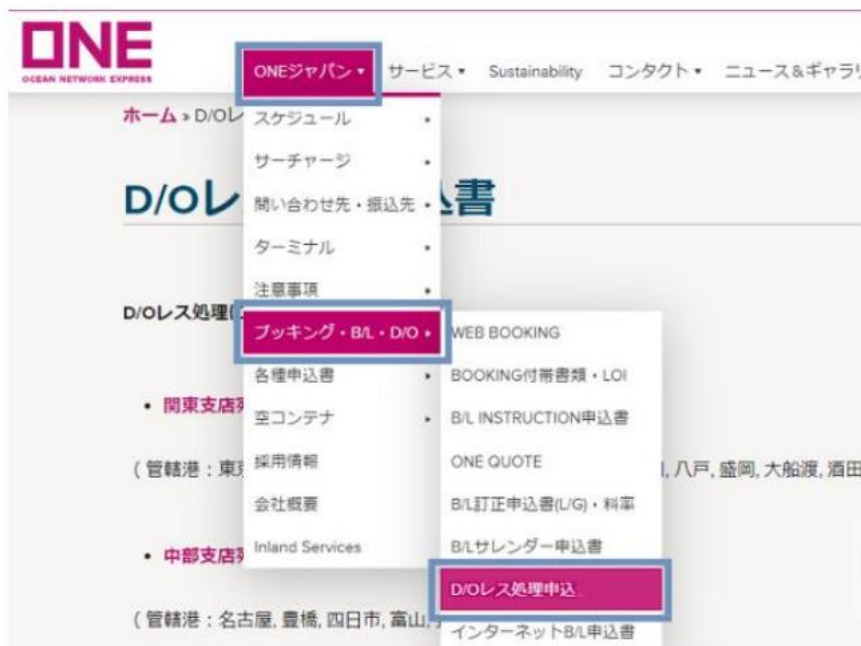 ONE
OCEAN NETWORK EXPRESS
ONEジャパン サービス Sustainability コンタクト ニュース&ギャラリ
ホーム » D/Oレ
D/Oレ 込書
スケジュール
サーチャージ
問い合わせ先・振込先
ターミナル
注意事項
ブッキング・B/L・D/O
各種申込書
空コンテナ
採用情報
会社概要
Inland Services
WEB BOOKING
BOOKING付帯書類・LOI
B/L INSTRUCTION申込書
ONE QUOTE
B/L訂正申込書(L/G)・料率
B/Lサレンダー申込書
D/Oレス処理申込
インターネットB/L申込書
D/Oレス処理
• 関東支店
(管轄港:東 八戸, 盛岡, 大船渡, 酒田
• 中部支店
(管轄港:名古屋, 豊橋, 四日市, 富山,